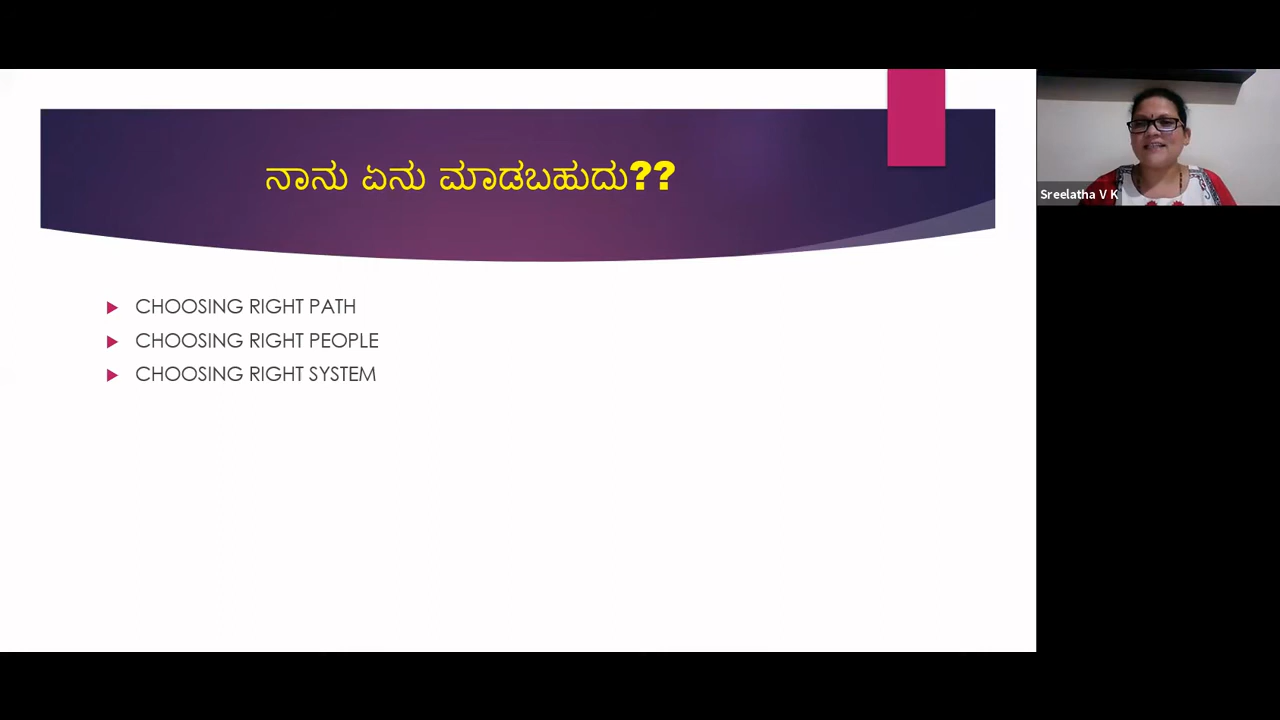 ನಾನು ಏನು ಮಾಡಬಹುದು??
CHOOSING RIGHT PATH
CHOOSING RIGHT PEOPLE
CHOOSING RIGHT SYSTEM
Sreelatha V K